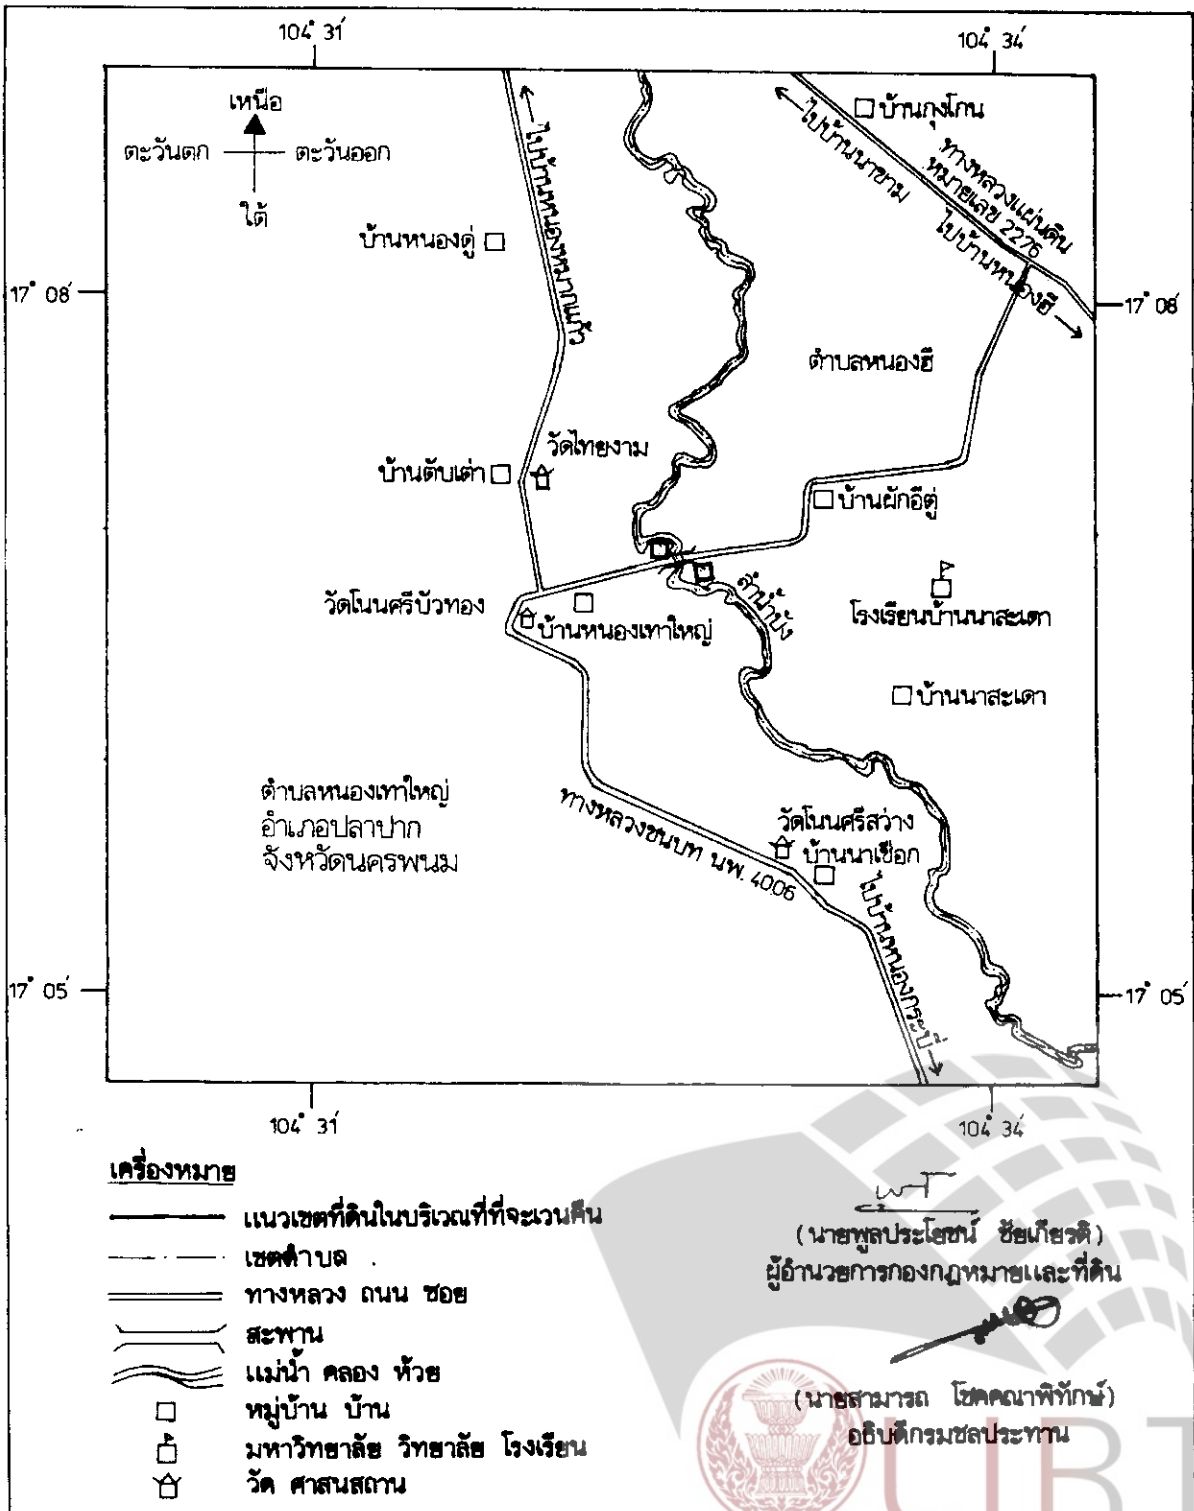 104° 31′
104° 34′
เหนือ
ตะวันตก
ตะวันออก
ใต้
ไปบ้านหนองหมากแก้ว
บ้านกุงโกน
ไปบ้านนาขาม
ทางหลวงแผ่นดิน
หมายเลข 2276
ไปบ้านหนองฮี
บ้านหนองดู่
17° 08′
17° 08′
ตำบลหนองฮี
วัดไทยงาม
บ้านตับเต่า
บ้านผักอีตู่
วัดโนนศรีบัวทอง
บ้านหนองเทาใหญ่
ลำน้ำบัง
โรงเรียนบ้านนาสะเดา
บ้านนาสะเดา
ตำบลหนองเทาใหญ่
อำเภอปลาปาก
จังหวัดนครพนม
ทางหลวงชนบท นพ. 4006
วัดโนนศรีสว่าง
บ้านนาเชือก
ไปบ้านหนองกระปี่
17° 05′
17° 05′
104° 31′
104° 34′
เครื่องหมาย
แนวเขตที่ดินในบริเวณที่ที่จะเวนคืน
เขตตำบล
ทางหลวง ถนน ซอย
สะพาน
แม่น้ำ คลอง ห้วย
หมู่บ้าน บ้าน
มหาวิทยาลัย วิทยาลัย โรงเรียน
วัด ศาสนสถาน
(นายพูลประโยชน์ ชัยเกียรติ)
ผู้อำนวยการกองกฎหมายและที่ดิน
(นายสามารถ โชคคณาพิทักษ์)
อธิบดีกรมชลประทาน